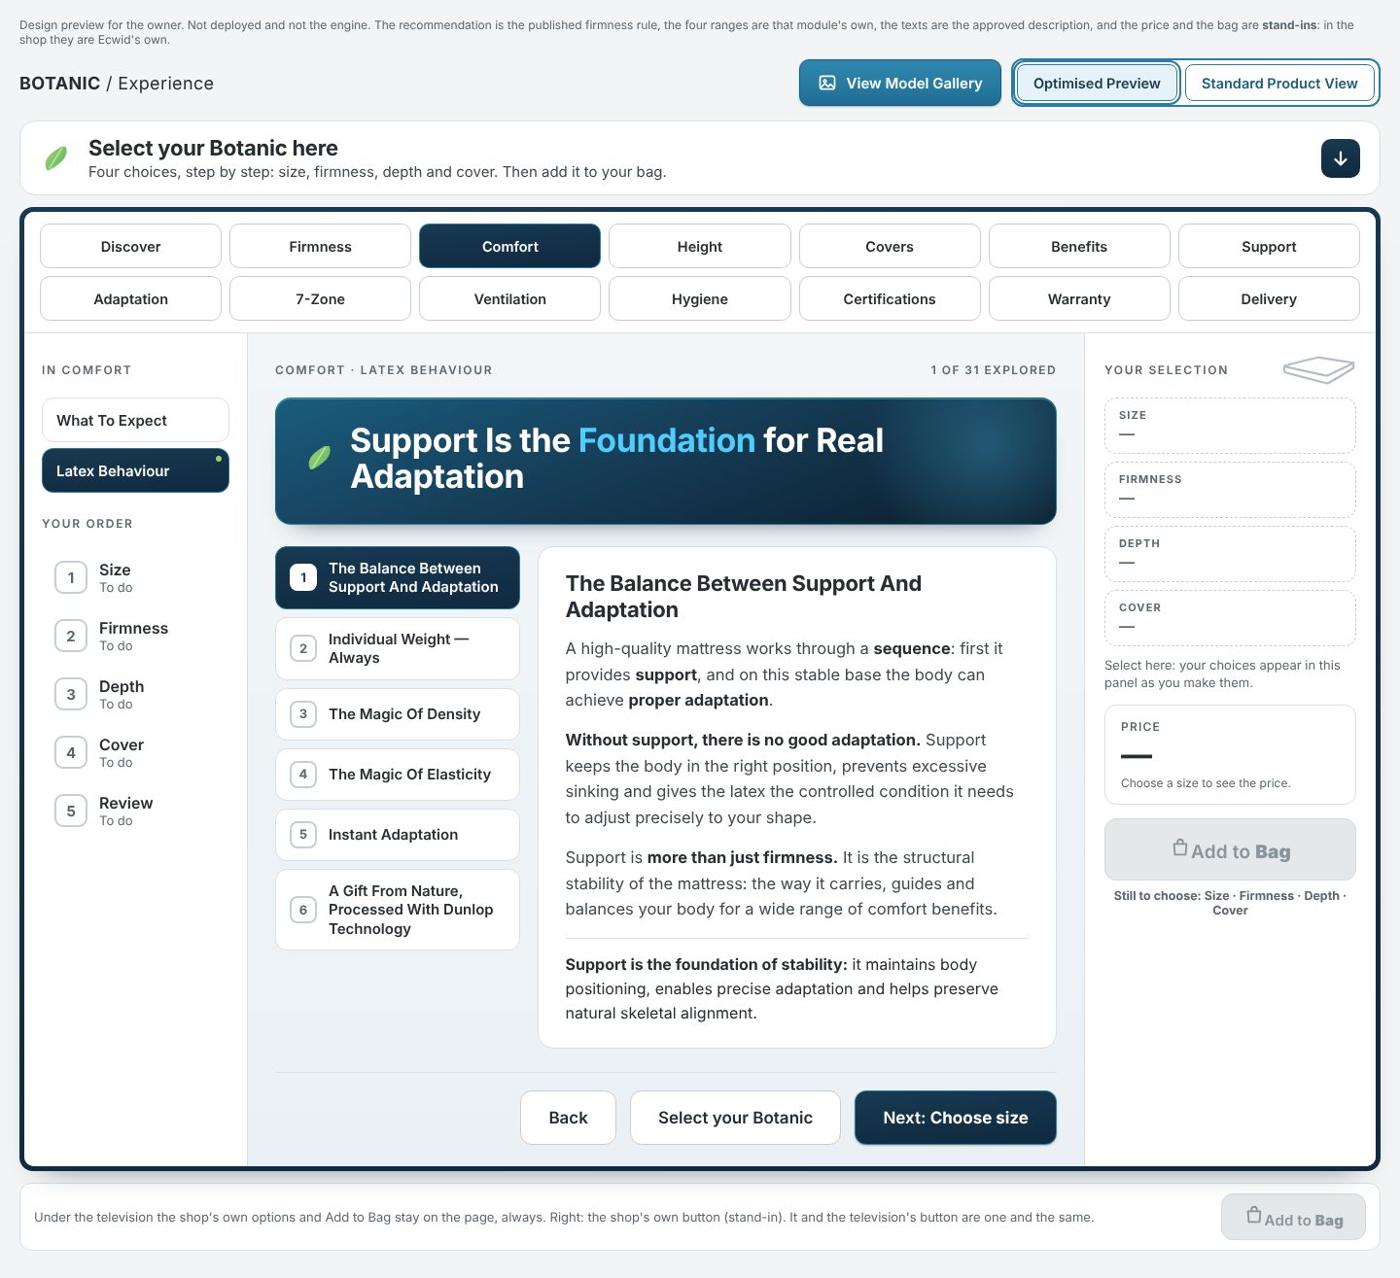 Design preview for the owner. Not deployed and not the engine. The recommendation is the published firmness rule, the four ranges are that module's own, the texts are the approved description, and the price and the bag are stand-ins: in the
shop they are Ecwid's own.
BOTANIC / Experience
View Model Gallery
Optimised Preview
Standard Product View
Select your Botanic here
Four choices, step by step: size, firmness, depth and cover. Then add it to your bag.
Discover
Firmness
Comfort
Height
Covers
Benefits
Support
Adaptation
7-Zone
Ventilation
Hygiene
Certifications
Warranty
Delivery
IN COMFORT
What To Expect
Latex Behaviour
YOUR ORDER
1 Size
To do
2 Firmness
To do
3 Depth
To do
4 Cover
To do
5 Review
To do
COMFORT · LATEX BEHAVIOUR
1 OF 31 EXPLORED
Support Is the Foundation for Real
Adaptation
1 The Balance Between
Support And Adaptation
2 Individual Weight —
Always
3 The Magic Of Density
4 The Magic Of Elasticity
5 Instant Adaptation
6 A Gift From Nature,
Processed With Dunlop
Technology
The Balance Between Support And
Adaptation
A high-quality mattress works through a sequence: first it
provides support, and on this stable base the body can
achieve proper adaptation.
Without support, there is no good adaptation. Support
keeps the body in the right position, prevents excessive
sinking and gives the latex the controlled condition it needs
to adjust precisely to your shape.
Support is more than just firmness. It is the structural
stability of the mattress: the way it carries, guides and
balances your body for a wide range of comfort benefits.
Support is the foundation of stability: it maintains body
positioning, enables precise adaptation and helps preserve
natural skeletal alignment.
Back
Select your Botanic
Next: Choose size
YOUR SELECTION
SIZE
—
FIRMNESS
—
DEPTH
—
COVER
—
Select here: your choices appear in this
panel as you make them.
PRICE
—
Choose a size to see the price.
Add to Bag
Still to choose: Size · Firmness · Depth ·
Cover
Under the television the shop's own options and Add to Bag stay on the page, always. Right: the shop's own button (stand-in). It and the television's button are one and the same.
Add to Bag